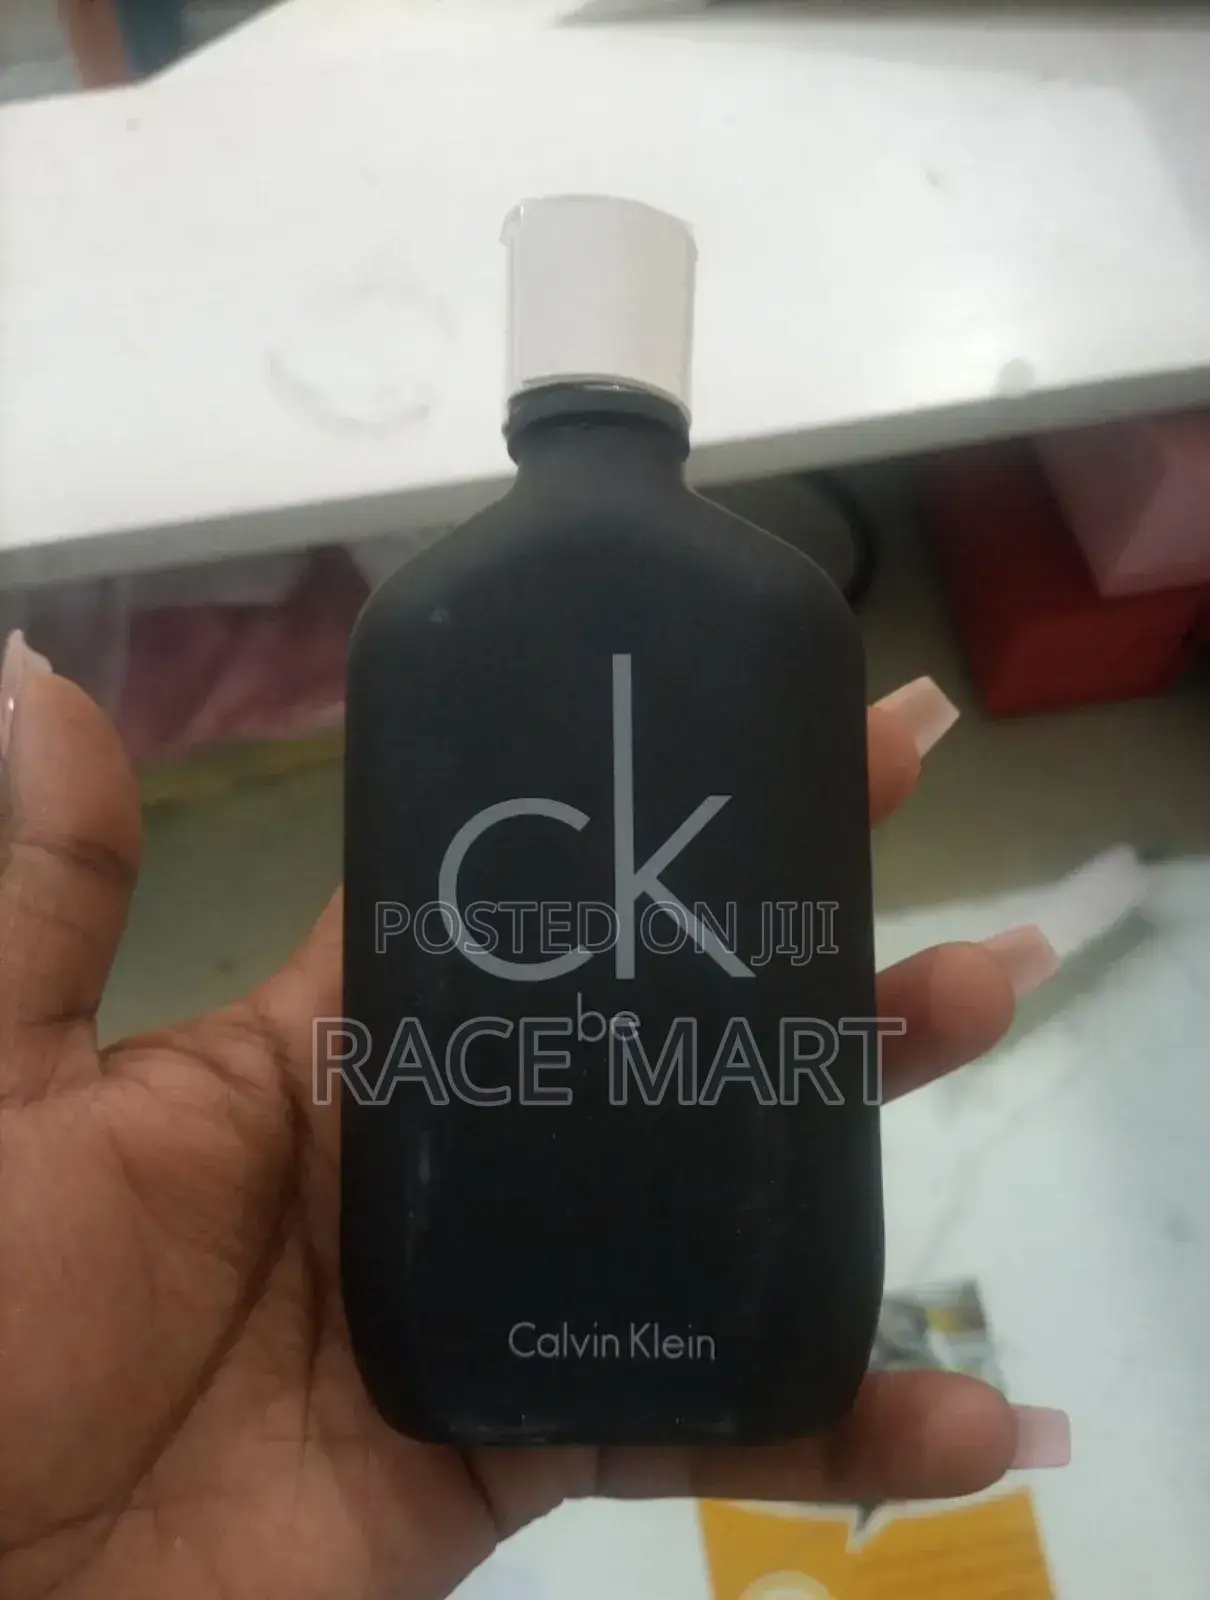 ck
POSTED ON JIJI
be
RACE MART
Calvin Klein